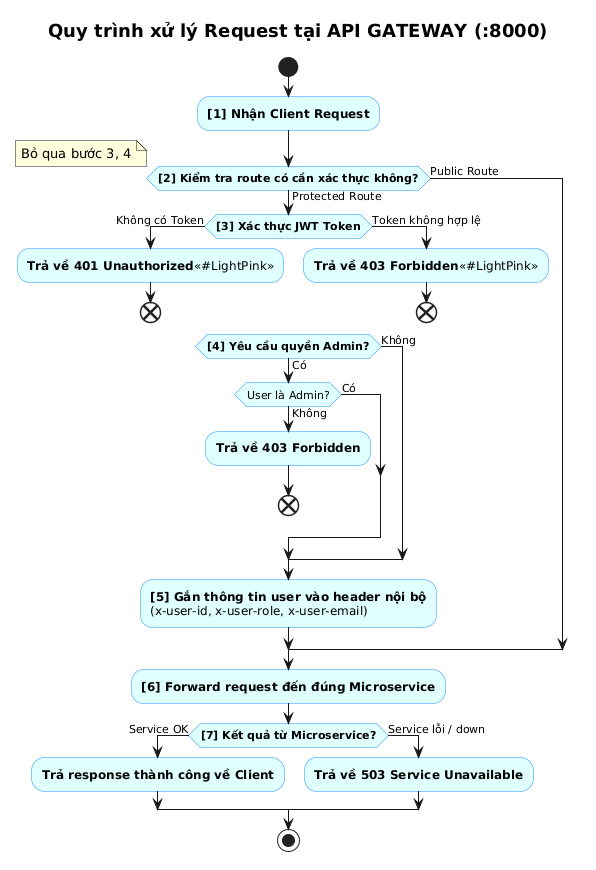 Quy trình xử lý Request tại API GATEWAY (:8000)
[1] Nhận Client Request
Bỏ qua bước 3, 4
[2] Kiểm tra route có cần xác thực không?
Public Route
Protected Route
Không có Token
[3] Xác thực JWT Token
Token không hợp lệ
Trả về 401 Unauthorized«#LightPink»
Trả về 403 Forbidden«#LightPink»
[4] Yêu cầu quyền Admin?
Không
Có
User là Admin?
Có
Không
Trả về 403 Forbidden
[5] Gắn thông tin user vào header nội bộ
(x-user-id, x-user-role, x-user-email)
[6] Forward request đến đúng Microservice
Service OK
[7] Kết quả từ Microservice?
Service lỗi / down
Trả response thành công về Client
Trả về 503 Service Unavailable